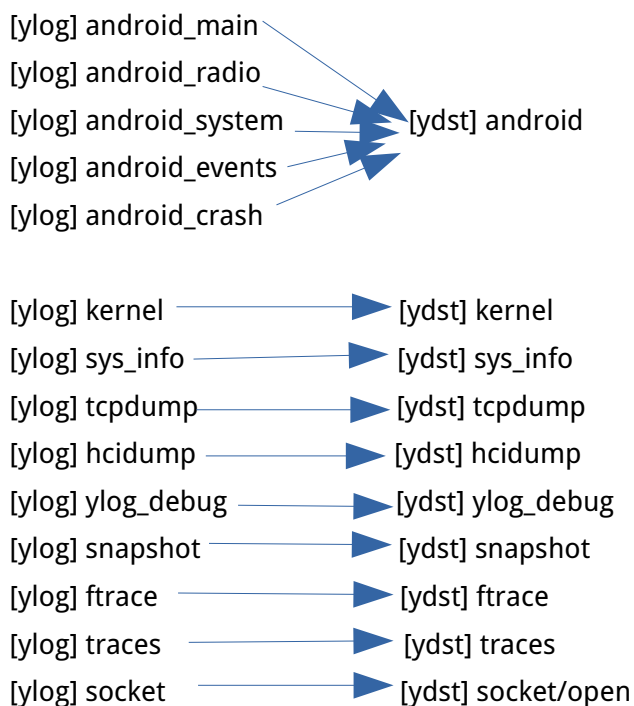 [ylog] android_main
[ylog] android_radio
[ylog] android_system [ydst] android
[ylog] android_events
[ylog] android_crash
[ylog] kernel [ydst] kernel
[ylog] sys_info [ydst] sys_info
[ylog] tcpdump [ydst] tcpdump
[ylog] hcidump [ydst] hcidump
[ylog] ylog_debug [ydst] ylog_debug
[ylog] snapshot [ydst] snapshot
[ylog] ftrace [ydst] ftrace
[ylog] traces [ydst] traces
[ylog] socket [ydst] socket/open